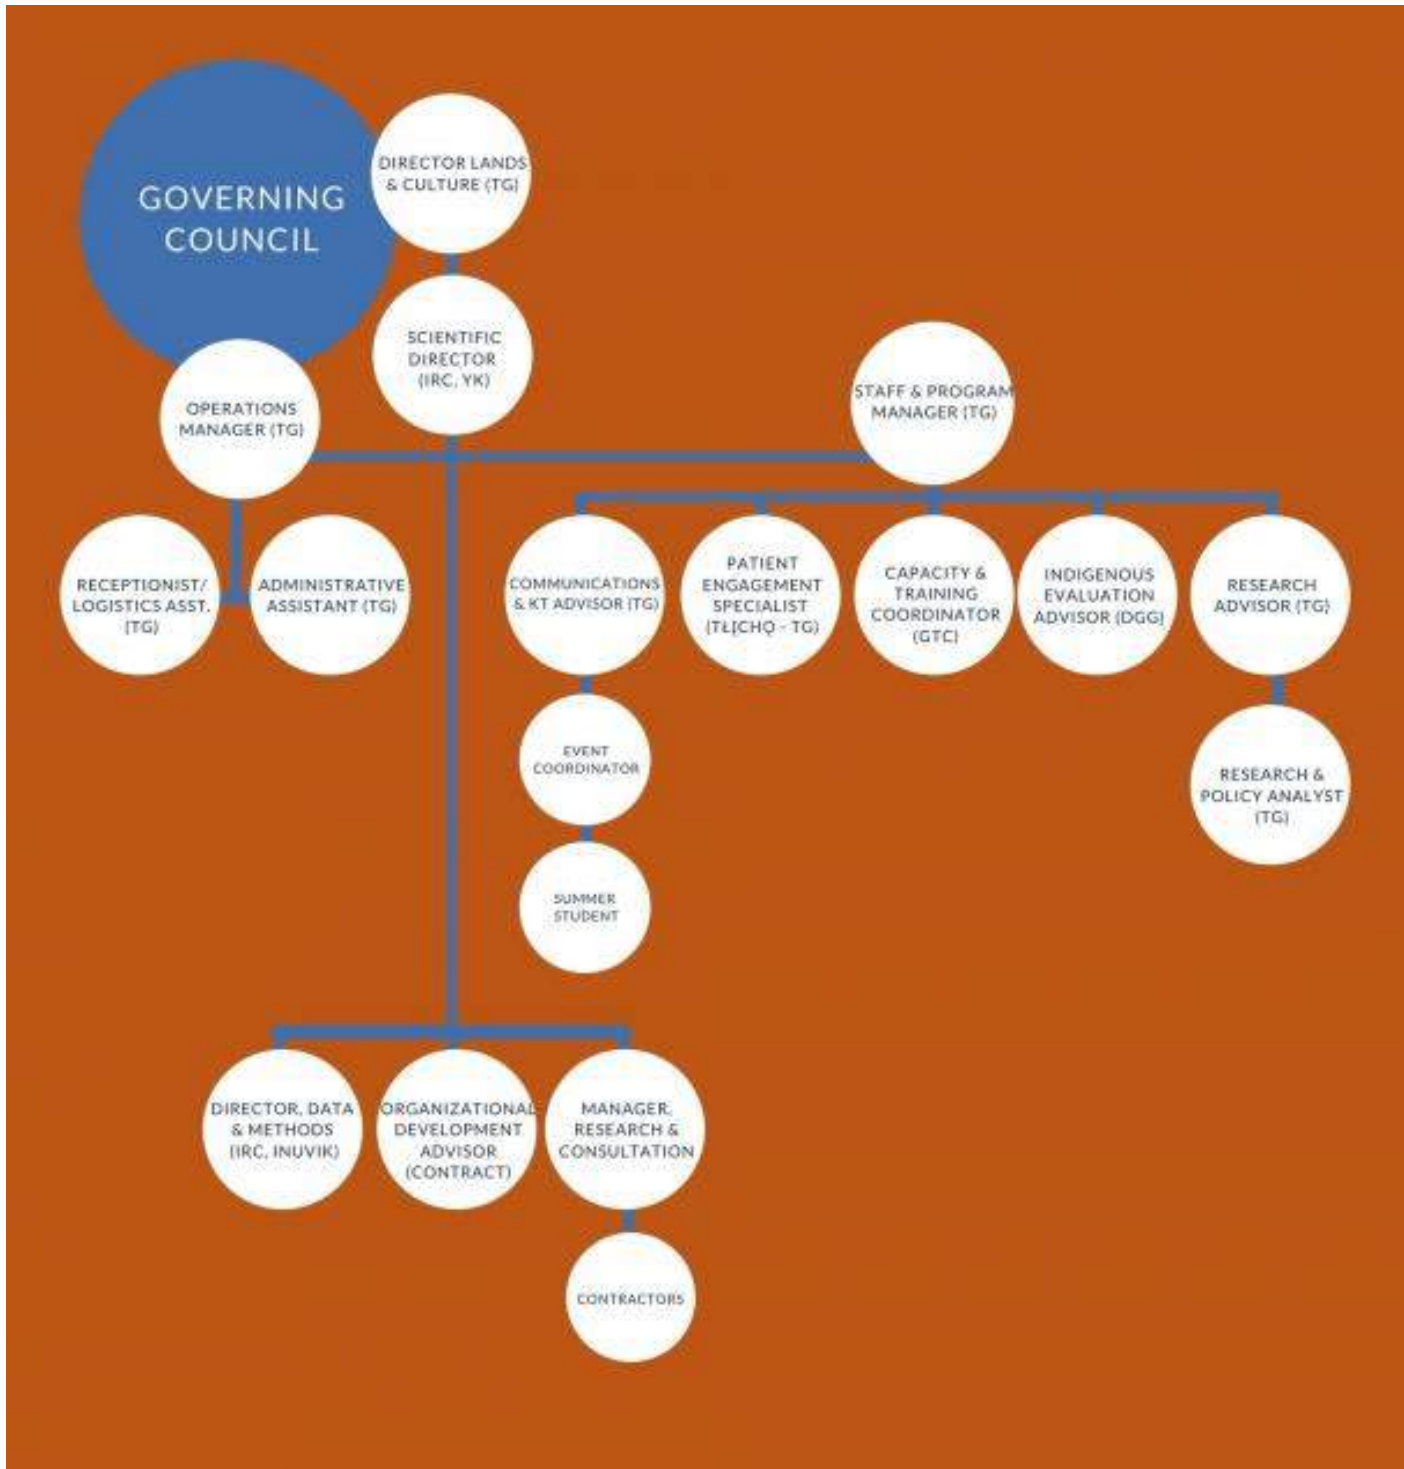 GOVERNING
COUNCIL
DIRECTOR LANDS
& CULTURE (TG)
SCIENTIFIC
DIRECTOR
(IRC, YK)
OPERATIONS
MANAGER (TG)
STAFF & PROGRAM
MANAGER (TG)
RECEPTIONIST/
LOGISTICS ASST.
(TG)
ADMINISTRATIVE
ASSISTANT (TG)
COMMUNICATIONS
& KT ADVISOR (TG)
PATIENT
ENGAGEMENT
SPECIALIST
(TŁĮCHǪ - TG)
CAPACITY &
TRAINING
COORDINATOR
(GTC)
INDIGENOUS
EVALUATION
ADVISOR (DGG)
RESEARCH
ADVISOR (TG)
EVENT
COORDINATOR
RESEARCH &
POLICY ANALYST
(TG)
SUMMER
STUDENT
DIRECTOR, DATA
& METHODS
(IRC, INUVIK)
ORGANIZATIONAL
DEVELOPMENT
ADVISOR
(CONTRACT)
MANAGER,
RESEARCH &
CONSULTATION
CONTRACTORS